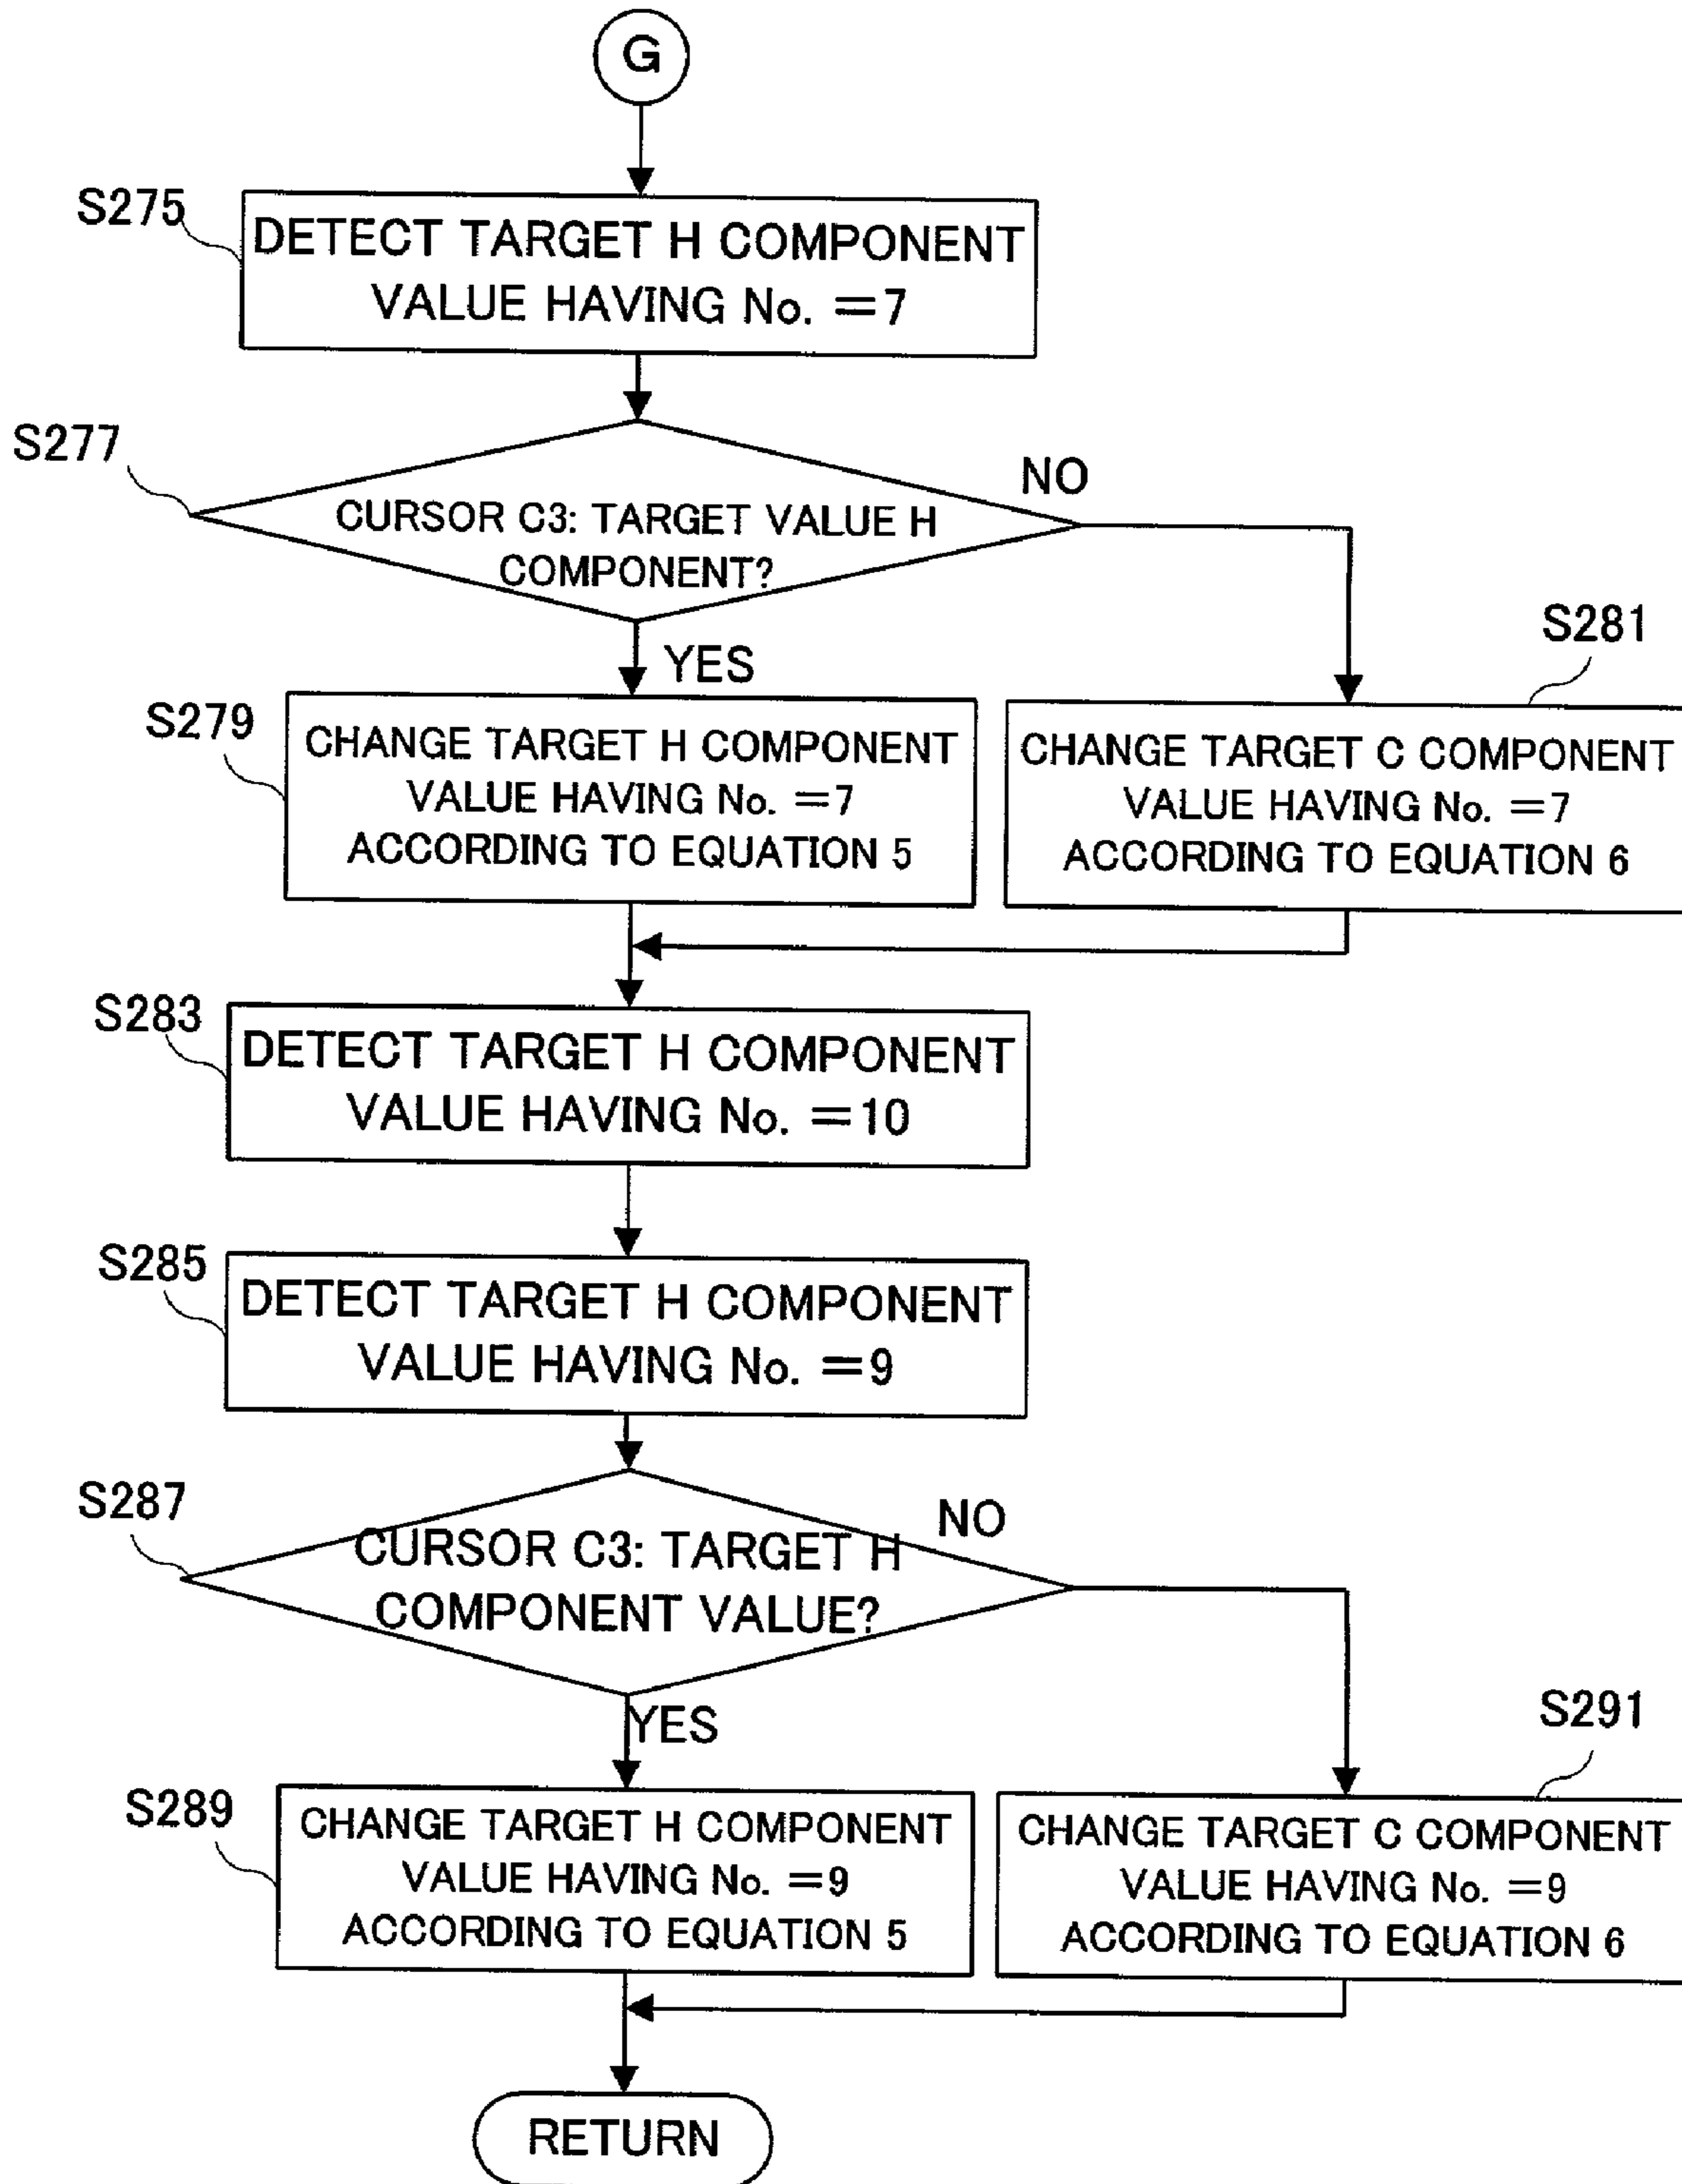 G
S275
DETECT TARGET H COMPONENT
VALUE HAVING No. =7
S277
CURSOR C3: TARGET VALUE H
COMPONENT?
NO
YES
S279
CHANGE TARGET H COMPONENT
VALUE HAVING No. =7
ACCORDING TO EQUATION 5
S281
CHANGE TARGET C COMPONENT
VALUE HAVING No. =7
ACCORDING TO EQUATION 6
S283
DETECT TARGET H COMPONENT
VALUE HAVING No. =10
S285
DETECT TARGET H COMPONENT
VALUE HAVING No. =9
S287
CURSOR C3: TARGET H
COMPONENT VALUE?
NO
YES
S289
CHANGE TARGET H COMPONENT
VALUE HAVING No. =9
ACCORDING TO EQUATION 5
S291
CHANGE TARGET C COMPONENT
VALUE HAVING No. =9
ACCORDING TO EQUATION 6
RETURN